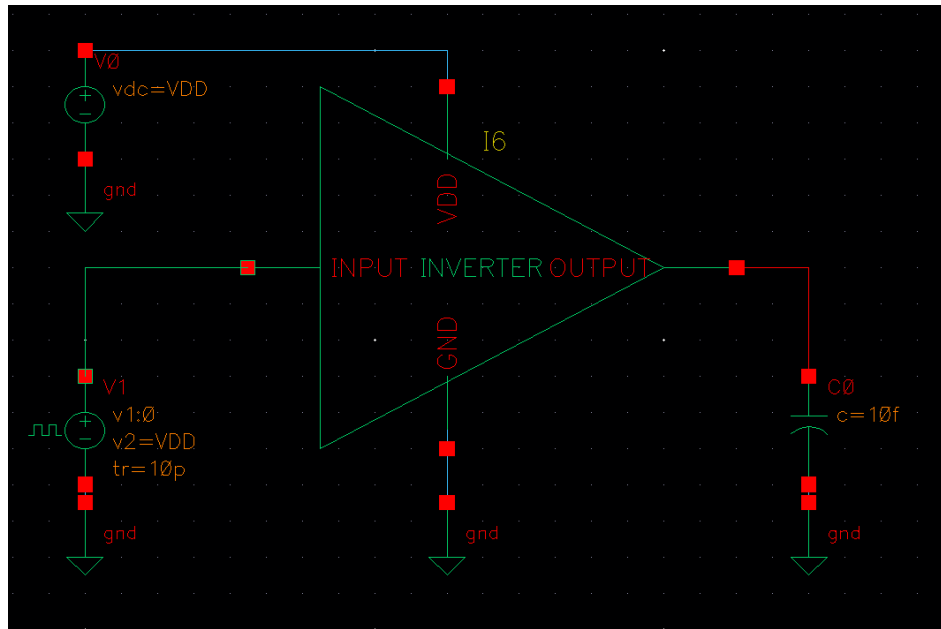 V0
vdc=VDD
gnd
I6
VDD
INPUT INVERTER OUTPUT
GND
V1
v1:0
v2=VDD
tr=10p
gnd
gnd
C0
c=10f
gnd